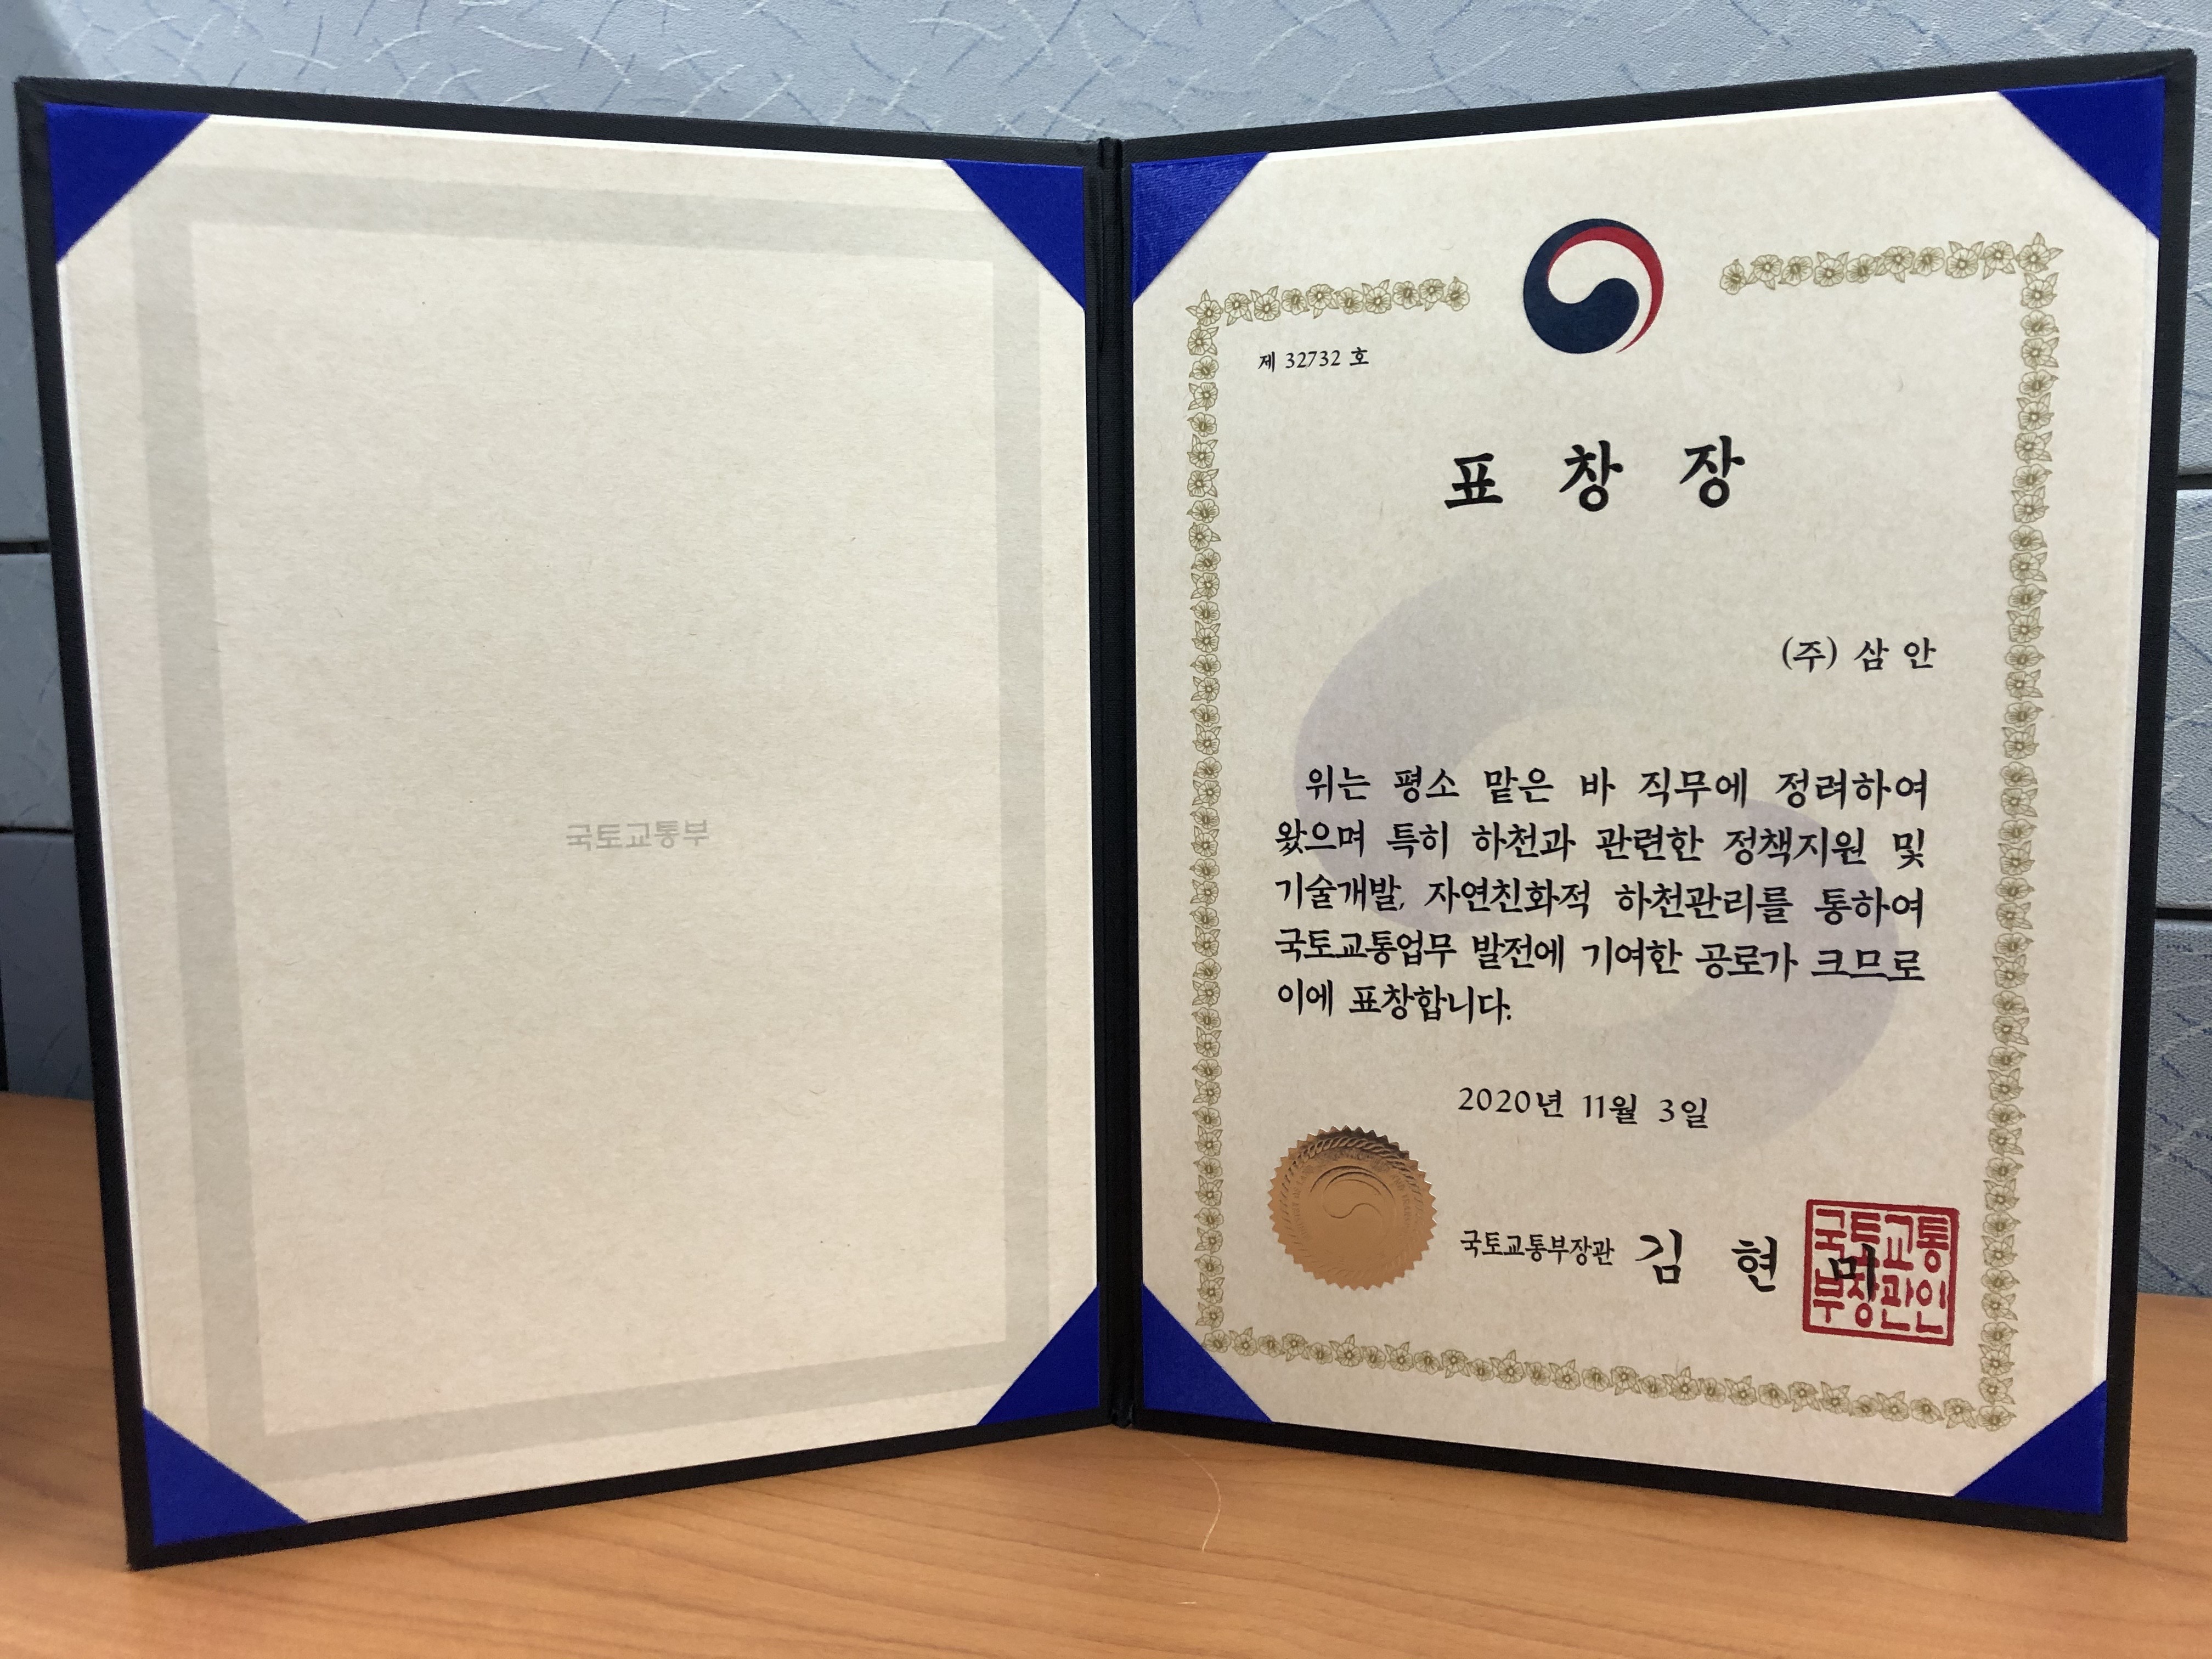 국토교통부
제 32732 호
표 창 장
(주) 삼 안
위는 평소 맡은 바 직무에 정려하여
왔으며 특히 하천과 관련한 정책지원 및
기술개발, 자연친화적 하천관리를 통하여
국토교통업무 발전에 기여한 공로가 크므로
이에 표창합니다.
2020년 11월 3일
국토교통부장관 김 현 미
국토교통
부장관인